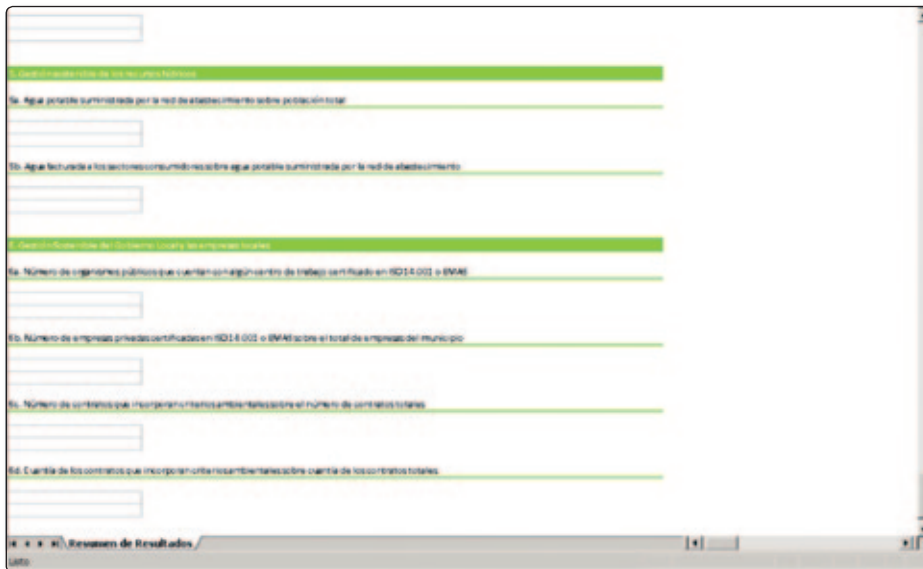 5. Gestión sostenible de los recursos hídricos
5a. Agua potable suministrada por la red de abastecimiento sobre población total
5b. Agua facturada a los sectores consumidores sobre agua potable suministrada por la red de abastecimiento
6. Gestión Sostenible del Gobierno Local y las empresas locales
6a. Número de organismos públicos que cuentan con algún centro de trabajo certificado en ISO14.001 o EMAS
6b. Número de empresas privadas certificadas en ISO14.001 o EMAS sobre el total de empresas del municipio
6c. Número de contratos que incorporan criterios ambientales sobre el número de contratos totales
6d. Cuantía de los contratos que incorporan criterios ambientales sobre cuantía de los contratos totales
Resumen de Resultados
Listo